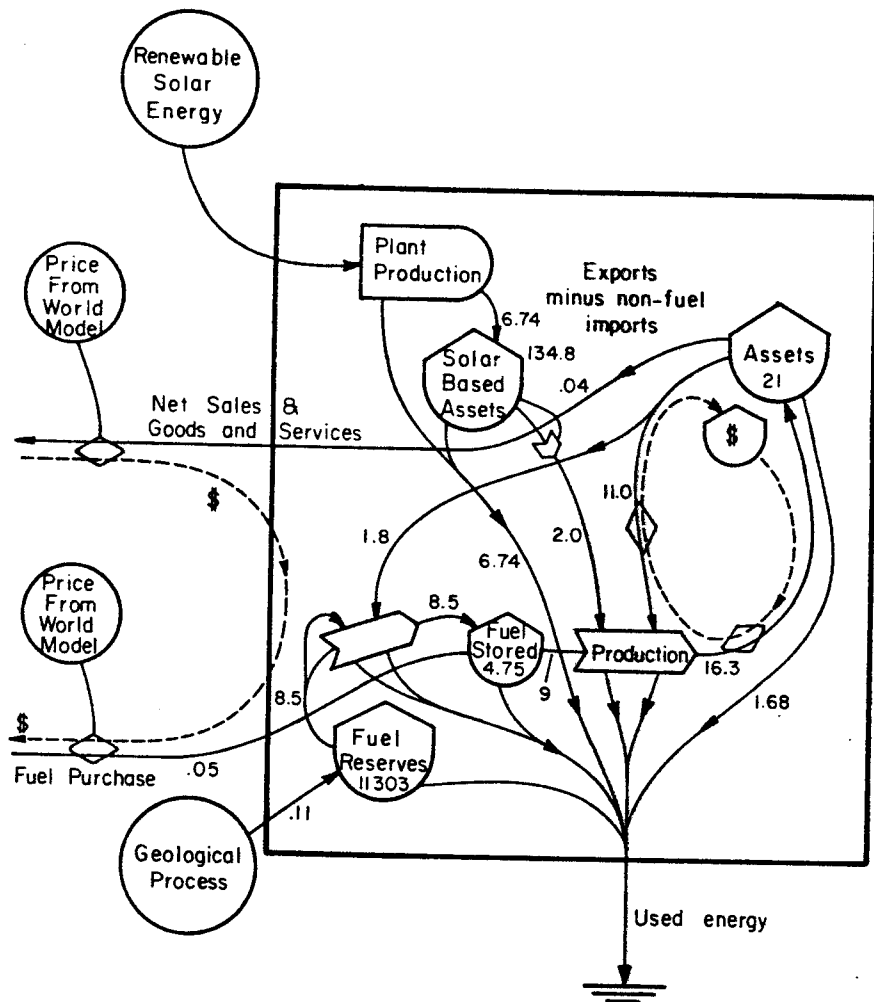 Renewable
Solar
Energy
Price
From
World
Model
Plant
Production
Exports
minus non-fuel
imports
6.74
Solar
Based
Assets
134.8
.04
Assets
21
Net Sales &
Goods and Services
$
$
11.0
1.8
6.74
2.0
Price
From
World
Model
8.5
Fuel
Stored
4.75
Production
16.3
9
8.5
1.68
$
Fuel Purchase
.05
Fuel
Reserves
11303
.11
Geological
Process
Used energy